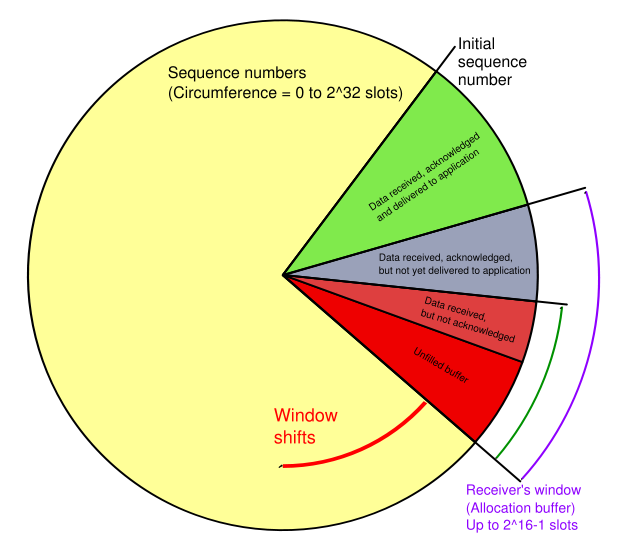 Sequence numbers
(Circumference = 0 to 2^32 slots)
Initial
sequence
number
Data received, acknowledged
and delivered to application
Data received, acknowledged,
but not yet delivered to application
Data received,
but not acknowledged
Unfilled buffer
Window
shifts
Receiver's window
(Allocation buffer)
Up to 2^16-1 slots